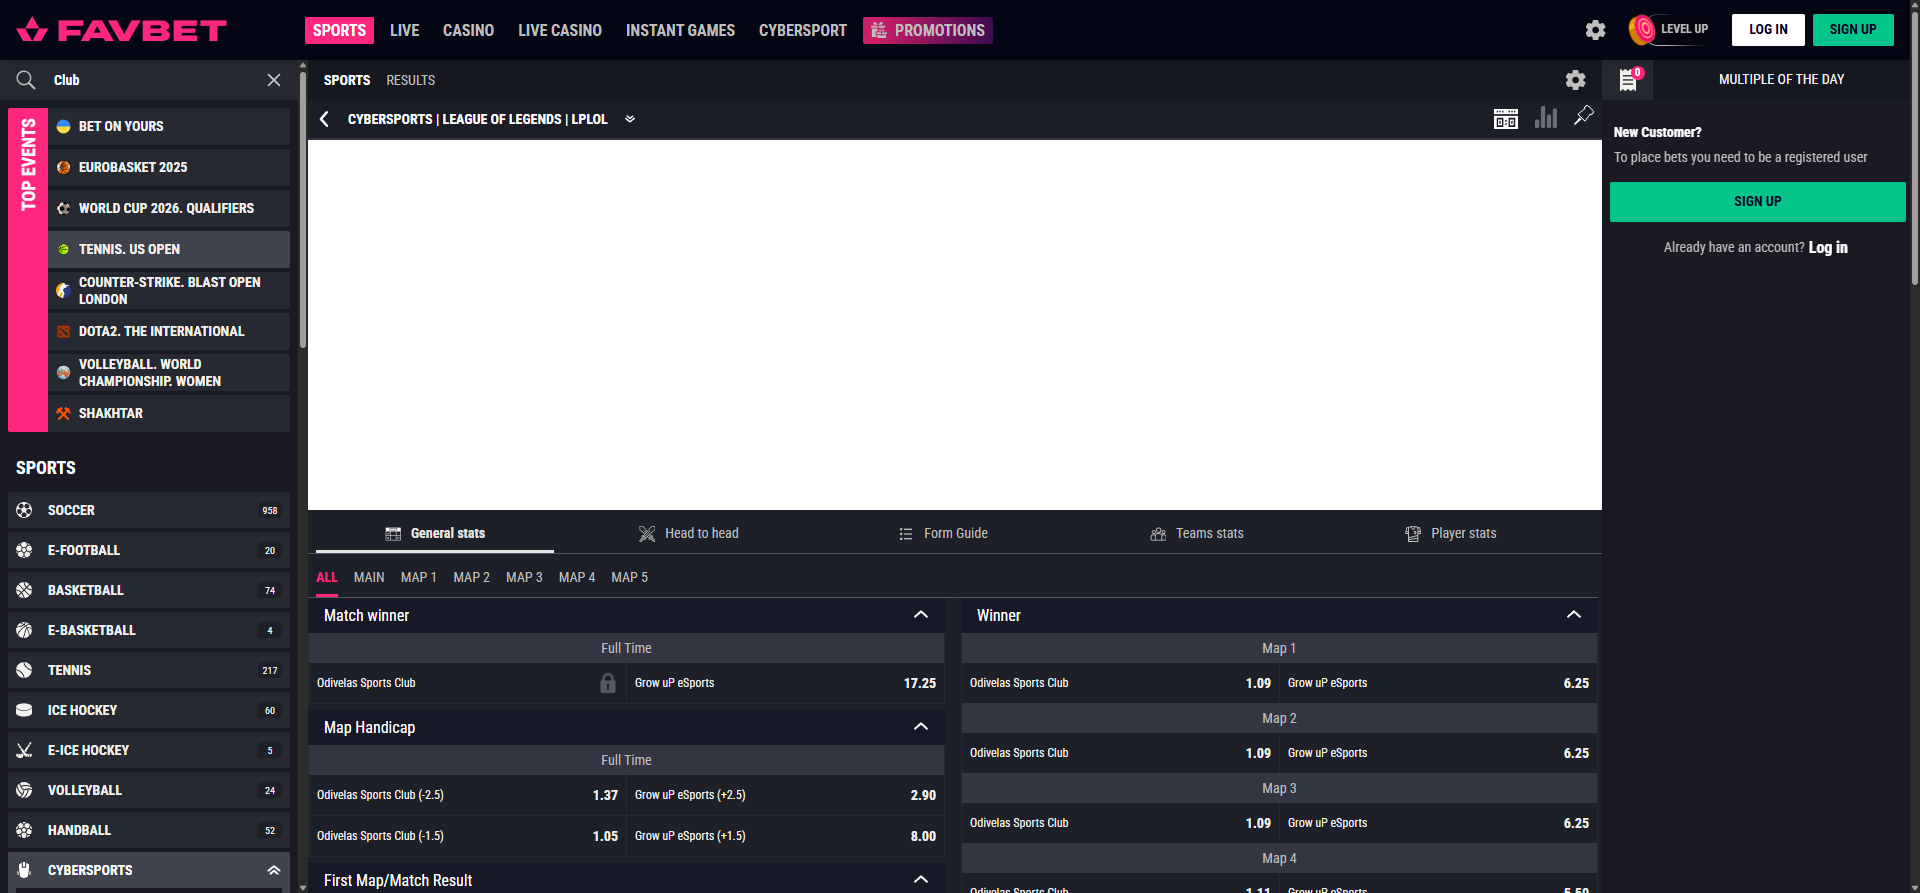 FAVBET
SPORTS
LIVE
CASINO
LIVE CASINO
INSTANT GAMES
CYBERSPORT
PROMOTIONS
LEVEL UP
LOG IN
SIGN UP
Club
TOP EVENTS
BET ON YOURS
EUROBASKET 2025
WORLD CUP 2026. QUALIFIERS
TENNIS. US OPEN
COUNTER-STRIKE. BLAST OPEN
LONDON
DOTA2. THE INTERNATIONAL
VOLLEYBALL. WORLD
CHAMPIONSHIP. WOMEN
SHAKHTAR
SPORTS
SOCCER 958
E-FOOTBALL 20
BASKETBALL 74
E-BASKETBALL 4
TENNIS 217
ICE HOCKEY 60
E-ICE HOCKEY 5
VOLLEYBALL 24
HANDBALL 52
CYBERSPORTS
SPORTS RESULTS
CYBERSPORTS | LEAGUE OF LEGENDS | LPLOL
General stats
Head to head
Form Guide
Teams stats
Player stats
ALL MAIN MAP 1 MAP 2 MAP 3 MAP 4 MAP 5
Match winner
Full Time
Odivelas Sports Club
Grow uP eSports 17.25
Map Handicap
Full Time
Odivelas Sports Club (-2.5) 1.37 Grow uP eSports (+2.5) 2.90
Odivelas Sports Club (-1.5) 1.05 Grow uP eSports (+1.5) 8.00
First Map/Match Result
Winner
Map 1
Odivelas Sports Club 1.09 Grow uP eSports 6.25
Map 2
Odivelas Sports Club 1.09 Grow uP eSports 6.25
Map 3
Odivelas Sports Club 1.09 Grow uP eSports 6.25
Map 4
Odivelas Sports Club 1.11 Grow uP eSports 5.50
0
MULTIPLE OF THE DAY
New Customer?
To place bets you need to be a registered user
SIGN UP
Already have an account? Log in